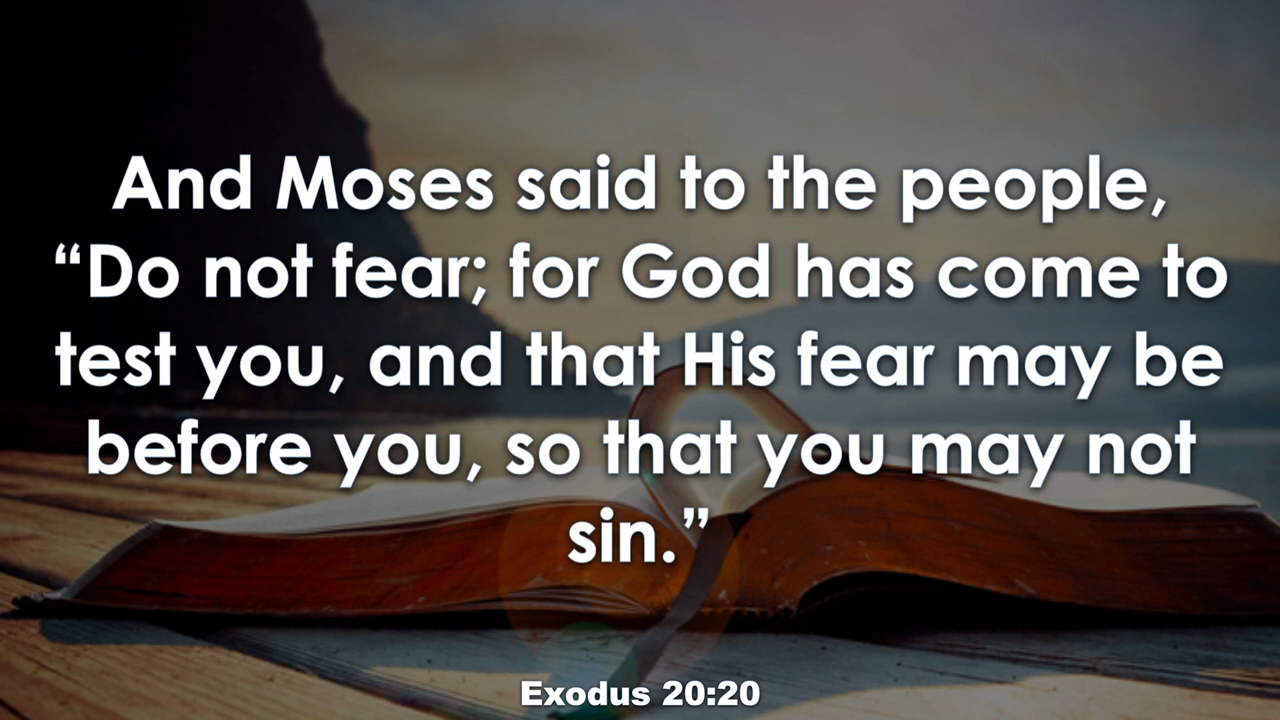 And Moses said to the people,
“Do not fear; for God has come to
test you, and that His fear may be
before you, so that you may not
sin.”
Exodus 20:20